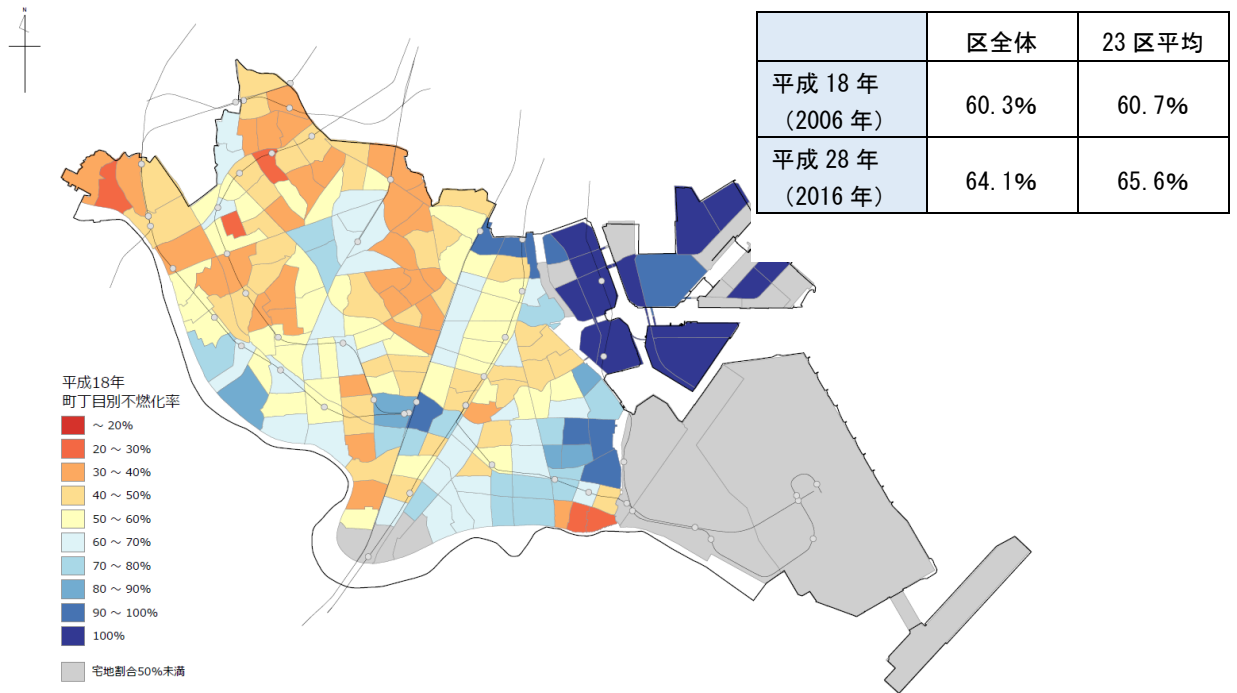 N
区全体 23区平均
平成18年
（2006年） 60.3% 60.7%
平成28年
（2016年） 64.1% 65.6%
平成18年
町丁目別不燃化率
～ 20%
20 ～ 30%
30 ～ 40%
40 ～ 50%
50 ～ 60%
60 ～ 70%
70 ～ 80%
80 ～ 90%
90 ～ 100%
100%
宅地割合50%未満